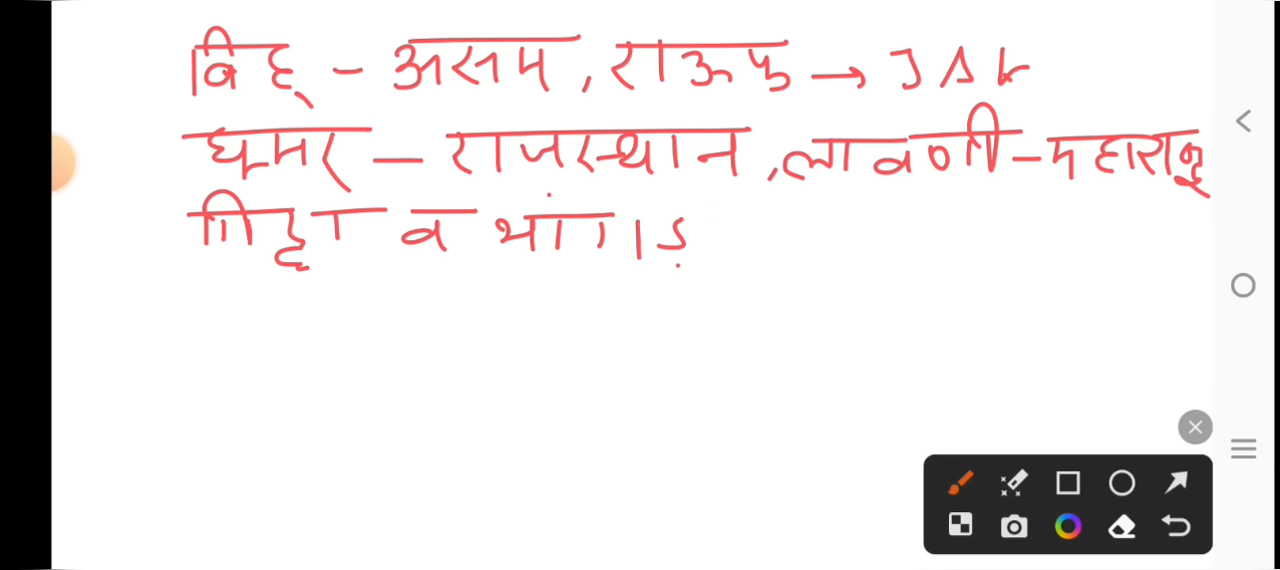 बिहू - असम, राऊफ → J&K
घूमर - राजस्थान, लावणी - महाराष्ट्र
गिद्दा व भांगड़